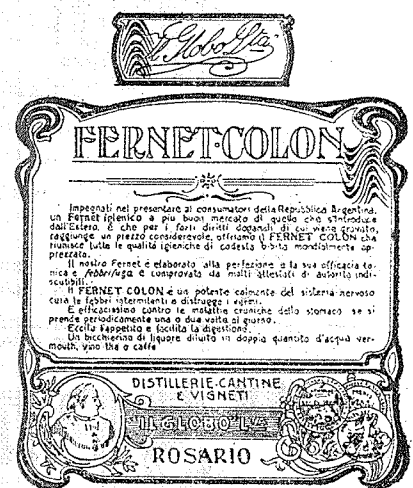 Il Globo Lda
FERNET-COLON
Impegnati nel presentare ai consumatori della Republica Argentina,
un Fernet igienico a piu buon mercato di quello che s'introduce
dall'Estero, è che per i forti diritti doganali di cui viene gravato,
raggiunge un prezzo considerevole, offriamo il FERNET COLON che
riunisce tutte le qualità igieniche di codesta bibita mondialmente ap-
prezzata.
Il nostro Fernet è elaborato alla perfezione e la sua efficacia to-
nica e febbrifuga è comprovata da molti attestati di autorità indi-
scutibili.
Il FERNET COLON è un potente calmante del sistema nervoso
cura le febbri intermitenti e distrugge i vermi.
È efficacissimo contro le malattie croniche dello stomaco se si
prende periodicamente una o due volte al giorno.
Eccita l'appetito e facilita la digestione.
Un bicchierino di liquore diluito in doppia quantità d'acqua ver-
mouth, vino tha o caffè
DISTILLERIE-CANTINE
E VIGNETI
"IL GLOBO" Lda
ROSARIO